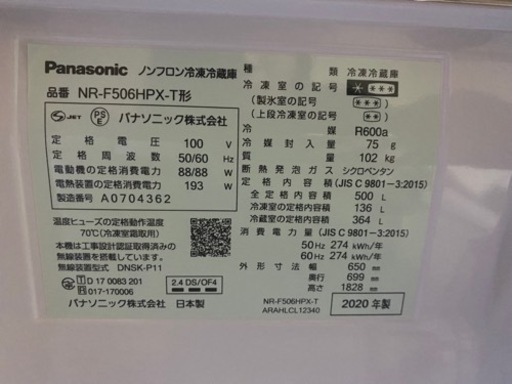 Panasonic ノンフロン冷凍冷蔵庫
品番 NR-F506HPX-T形
S JET
PS E
パナソニック株式会社
定格電圧 100 V
定格周波数 50/60 Hz
電動機の定格消費電力 88/88 W
電熱装置の定格消費電力 193 W
製造番号 A0704362
温度ヒューズの定格動作温度
70℃(冷凍室霜取用)
本機は工事設計認証取得済みの
無線装置を搭載しています。
無線装置型式 DNSK-P11
T D 17 0083 201
R 017-170006
2.4 DS/OF4
パナソニック株式会社 日本製
種類 冷凍冷蔵庫
冷凍室の記号
(製氷室の記号)
(上段冷凍室の記号)
冷媒 R600a
冷媒封入量 75 g
質量 102 kg
断熱発泡ガス シクロペンタン
定格内容積 (JIS C 9801-3:2015)
全定格内容積 500 L
冷凍室の定格内容積 136 L
冷蔵室の定格内容積 364 L
消費電力量 (JIS C 9801-3:2015)
50Hz 274 kWh/年
60Hz 274 kWh/年
外形寸法 幅 650 mm
奥行 699 mm
高さ 1828 mm
NR-F506HPX-T
ARAHLCL12340
2020年製